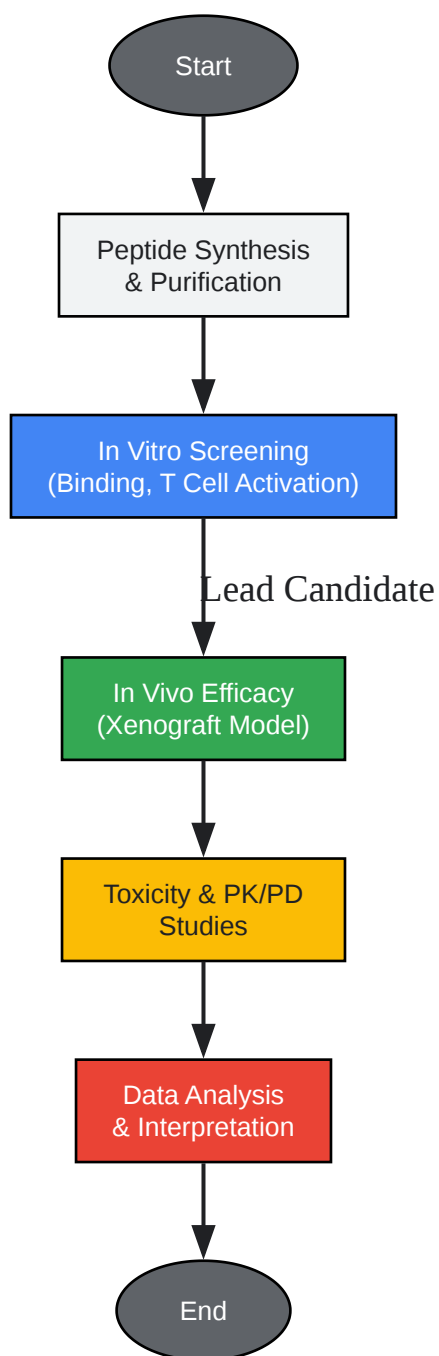 Start
Peptide Synthesis
& Purification
In Vitro Screening
(Binding, T Cell Activation)
Lead Candidate
In Vivo Efficacy
(Xenograft Model)
Toxicity & PK/PD
Studies
Data Analysis
& Interpretation
End